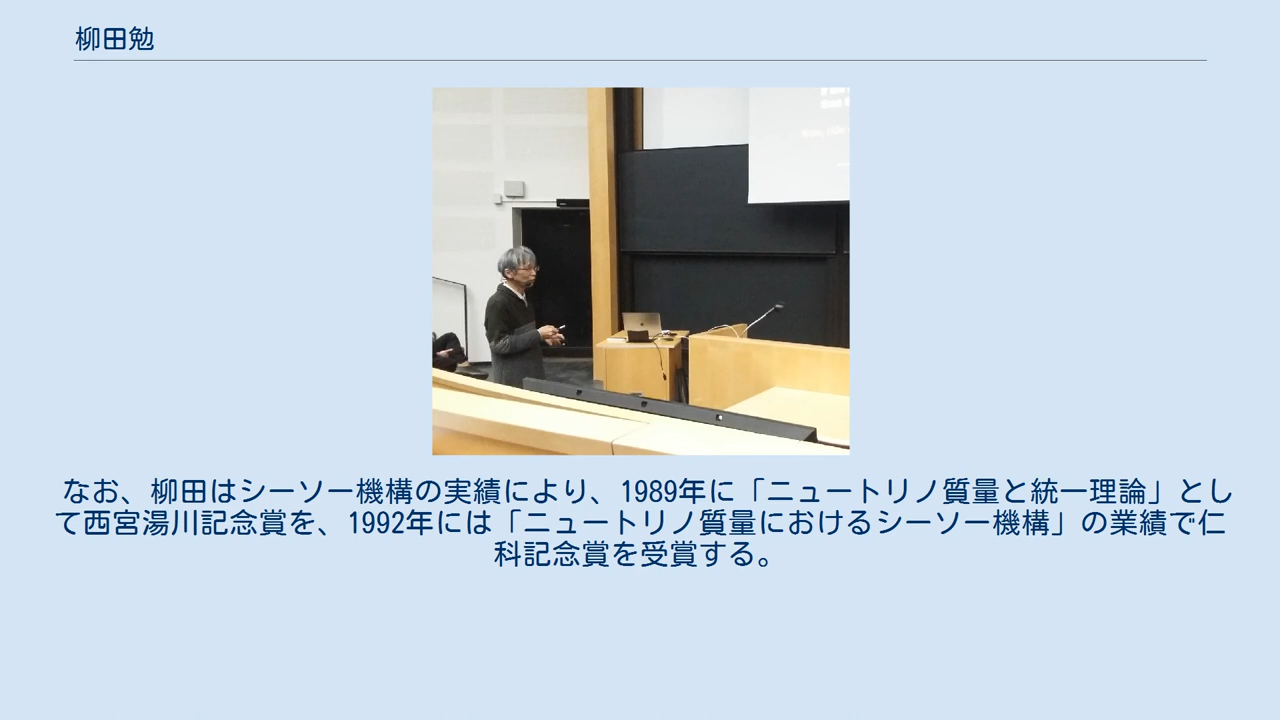 柳田勉
なお、柳田はシーソー機構の実績により、1989年に「ニュートリノ質量と統一理論」とし
て西宮湯川記念賞を、1992年には「ニュートリノ質量におけるシーソー機構」の業績で仁
科記念賞を受賞する。